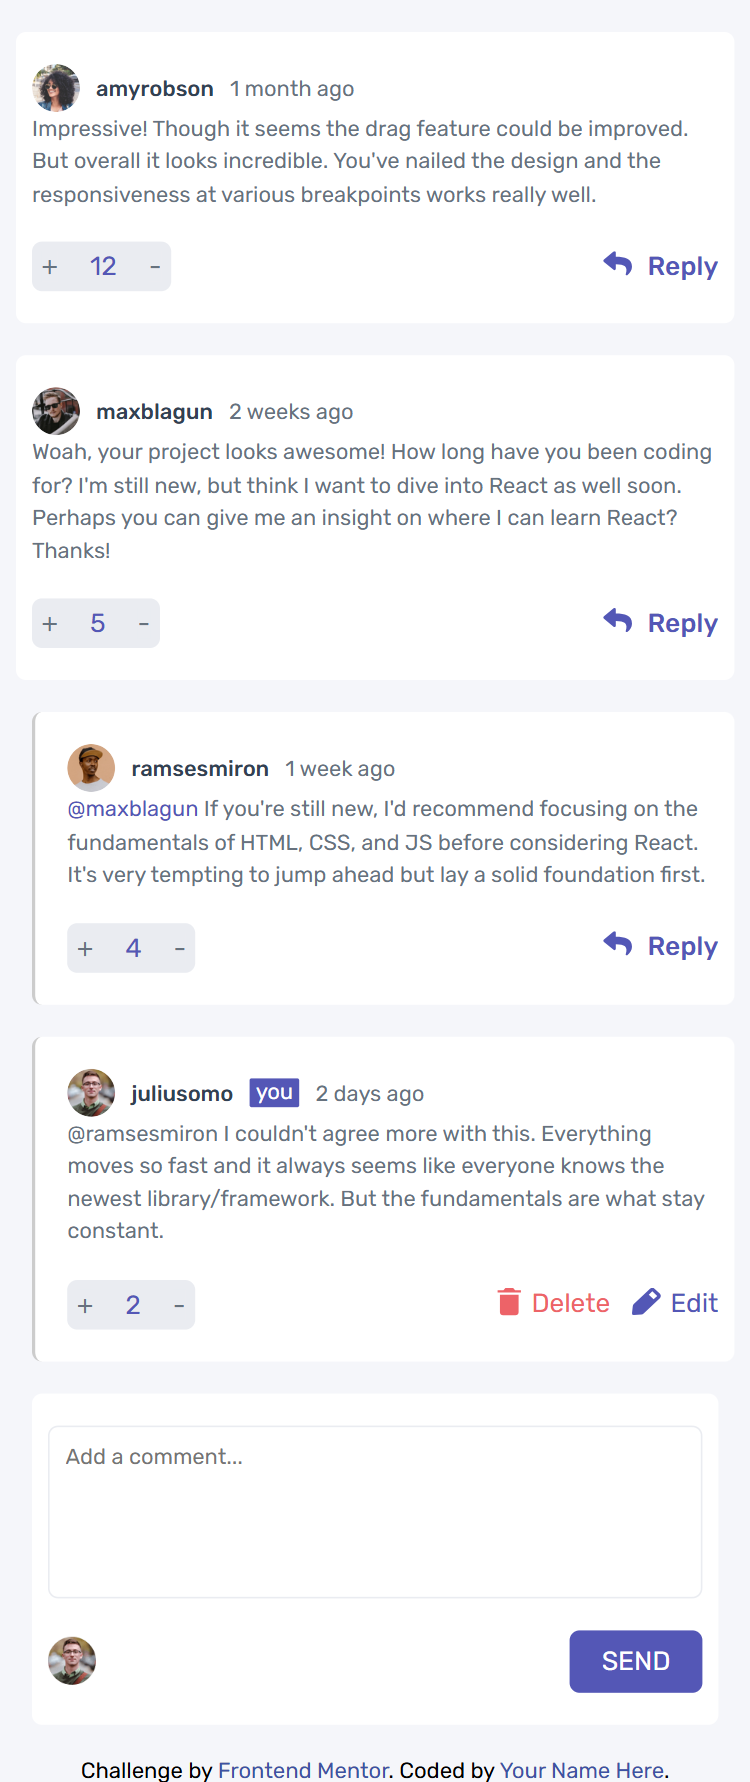 amyrobson 1 month ago
Impressive! Though it seems the drag feature could be improved.
But overall it looks incredible. You've nailed the design and the
responsiveness at various breakpoints works really well.
+ 12 - Reply
maxblagun 2 weeks ago
Woah, your project looks awesome! How long have you been coding
for? I'm still new, but think I want to dive into React as well soon.
Perhaps you can give me an insight on where I can learn React?
Thanks!
+ 5 - Reply
ramsesmiron 1 week ago
@maxblagun If you're still new, I'd recommend focusing on the
fundamentals of HTML, CSS, and JS before considering React.
It's very tempting to jump ahead but lay a solid foundation first.
+ 4 - Reply
juliusomo you 2 days ago
@ramsesmiron I couldn't agree more with this. Everything
moves so fast and it always seems like everyone knows the
newest library/framework. But the fundamentals are what stay
constant.
+ 2 - Delete Edit
Add a comment...
SEND
Challenge by Frontend Mentor. Coded by Your Name Here.